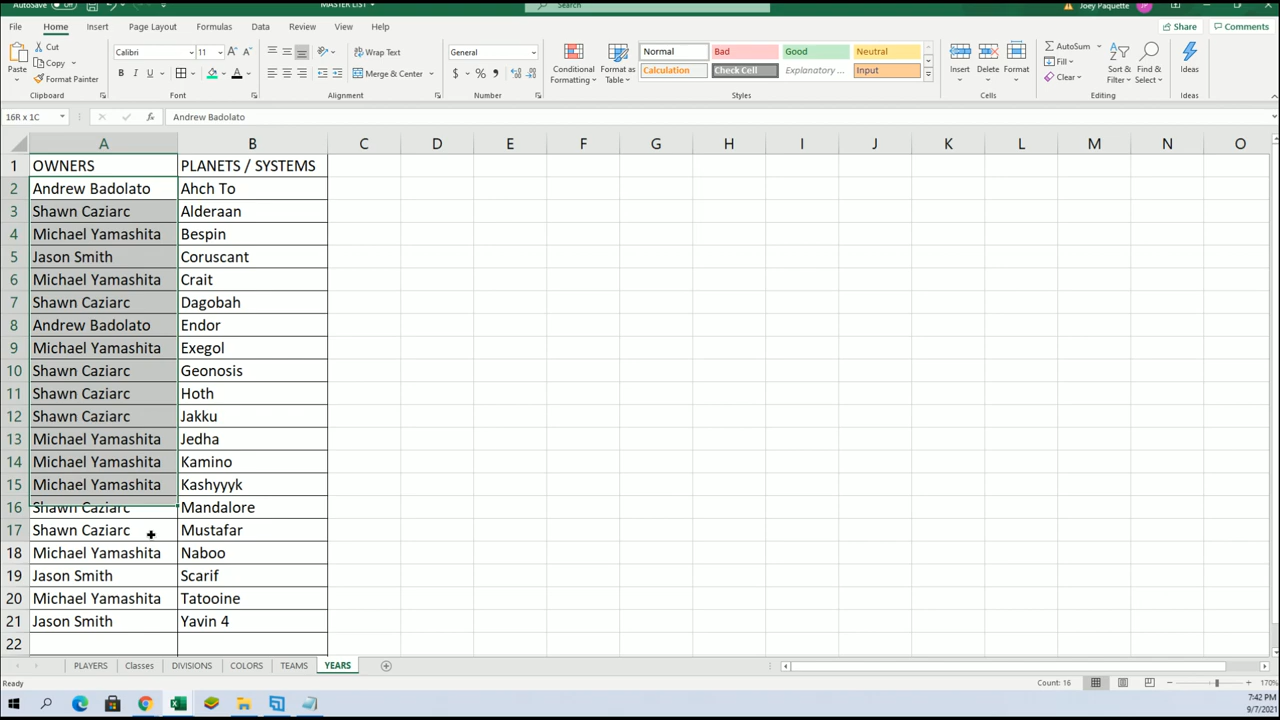 AutoSave Off
MASTER LIST
Search
Joey Paquette JP
File Home Insert Page Layout Formulas Data Review View Help
Share Comments
Paste
Cut
Copy
Format Painter
Clipboard
Calibri 11
B I U
Font
Wrap Text
Merge & Center
Alignment
General
$ % 9
Number
Conditional Formatting
Format as Table
Normal Bad Good Neutral
Calculation Check Cell Explanatory ... Input
Styles
Insert Delete Format
Cells
AutoSum
Fill
Clear
Sort & Filter
Find & Select
Editing
Ideas
Ideas
16R x 1C fx Andrew Badolato
A B C D E F G H I J K L M N O
1 OWNERS PLANETS / SYSTEMS
2 Andrew Badolato Ahch To
3 Shawn Caziarc Alderaan
4 Michael Yamashita Bespin
5 Jason Smith Coruscant
6 Michael Yamashita Crait
7 Shawn Caziarc Dagobah
8 Andrew Badolato Endor
9 Michael Yamashita Exegol
10 Shawn Caziarc Geonosis
11 Shawn Caziarc Hoth
12 Shawn Caziarc Jakku
13 Michael Yamashita Jedha
14 Michael Yamashita Kamino
15 Michael Yamashita Kashyyyk
16 Shawn Caziarc Mandalore
17 Shawn Caziarc Mustafar
18 Michael Yamashita Naboo
19 Jason Smith Scarif
20 Michael Yamashita Tatooine
21 Jason Smith Yavin 4
22
PLAYERS Classes DIVISIONS COLORS TEAMS YEARS
Ready Count: 16 170%
7:42 PM
9/7/2021